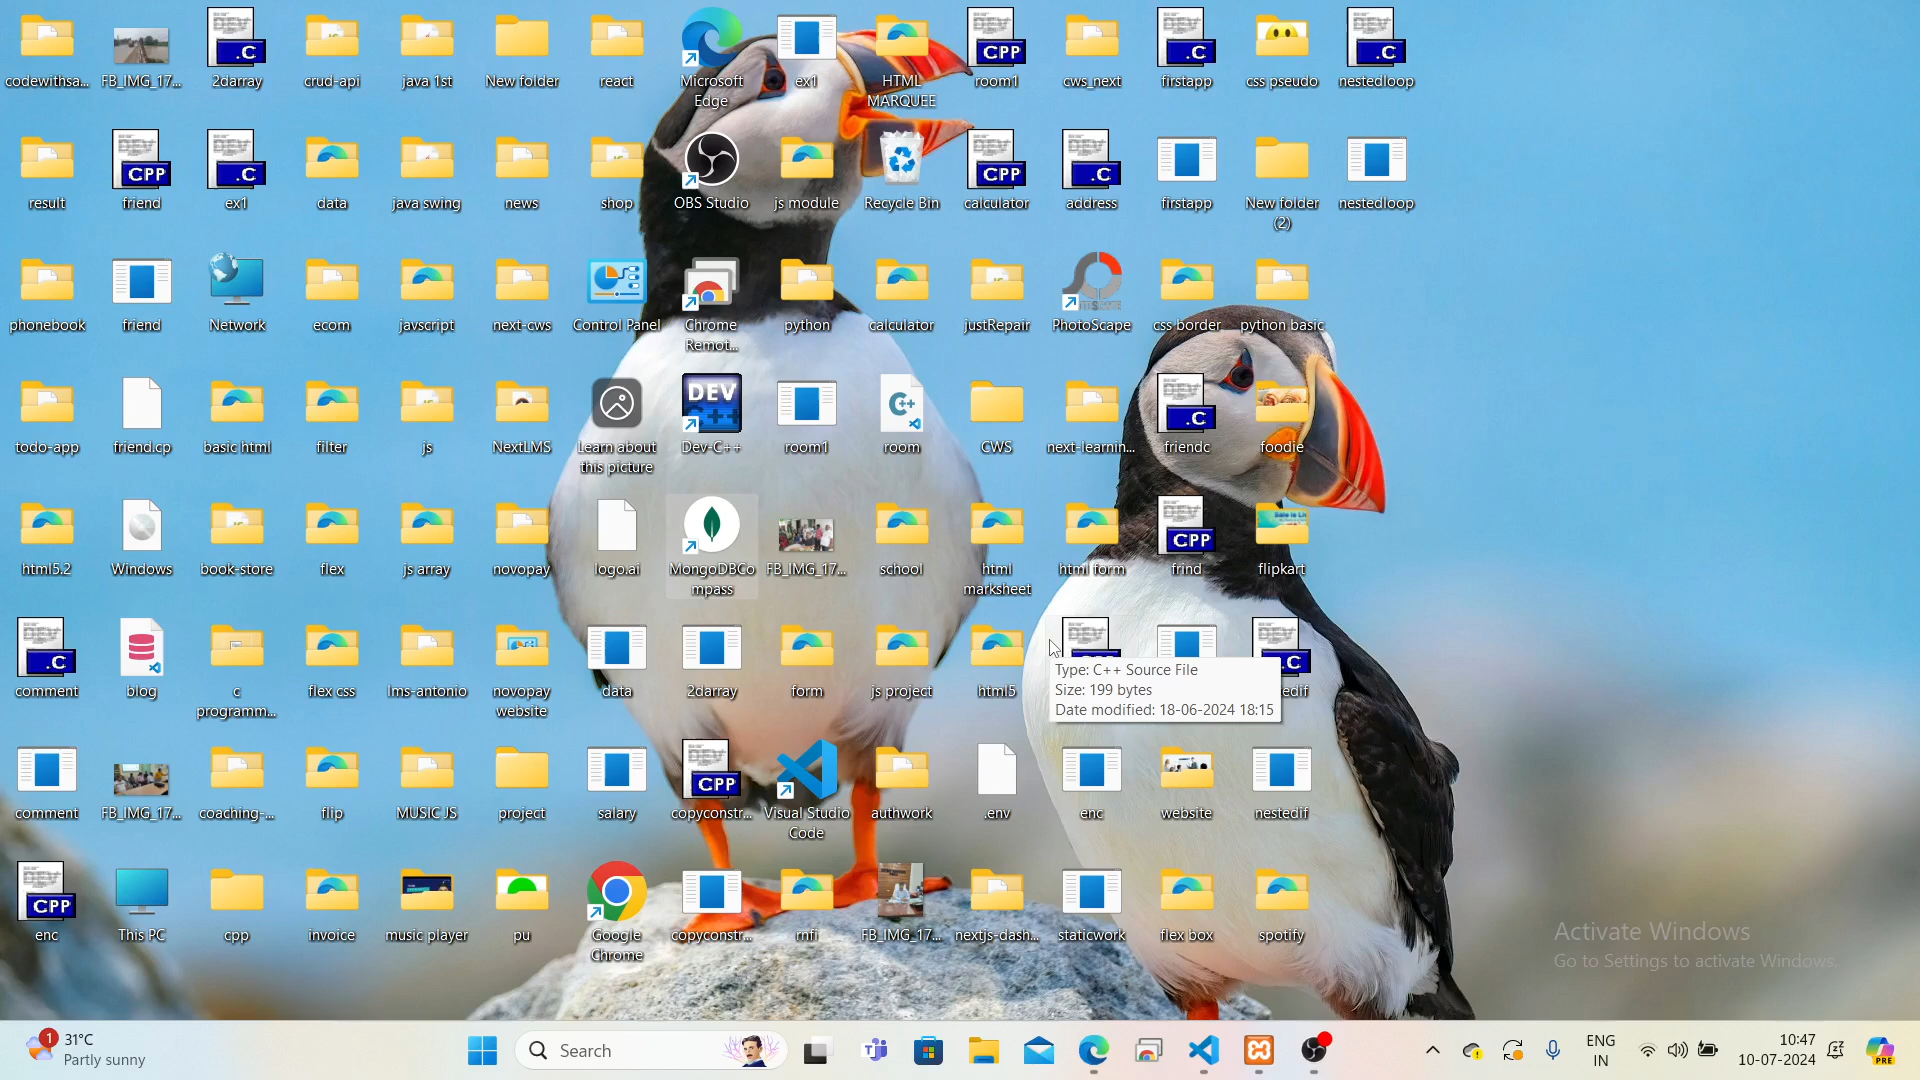 codewithsa...
FB_IMG_17...
2darray
crud-api
java 1st
New folder
react
Microsoft
Edge
ex1
HTML
MARQUEE
room1
cws_next
firstapp
css pseudo
nestedloop
result
friend
ex1
data
java swing
news
shop
OBS Studio
js module
Recycle Bin
calculator
address
firstapp
New folder
(2)
nestedloop
phonebook
friend
Network
ecom
javscript
next-cws
Control Panel
Chrome
Remot...
python
calculator
justRepair
PhotoScape
css border
python basic
todo-app
friend.cp
basic html
filter
js
NextLMS
Learn about
this picture
Dev-C++
room1
room
CWS
next-learnin...
friendc
foodie
html5.2
Windows
book-store
flex
js array
novopay
logo.ai
MongoDBCo
mpass
FB_IMG_17...
school
html
marksheet
html form
frind
flipkart
comment
blog
c
programm...
flex css
lms-antonio
novopay
website
data
2darray
form
js project
html5
Type: C++ Source File
Size: 199 bytes
Date modified: 18-06-2024 18:15
comment
FB_IMG_17...
coaching-...
flip
MUSIC JS
project
salary
copyconstr...
Visual Studio
Code
authwork
.env
enc
website
nestedif
enc
This PC
cpp
invoice
music player
pu
Google
Chrome
copyconstr...
rnfi
FB_IMG_17...
nextjs-dash...
staticwork
flex box
spotify
Activate Windows
Go to Settings to activate Windows.
1
31°C
Partly sunny
Search
ENG
IN
10:47
10-07-2024
PRE